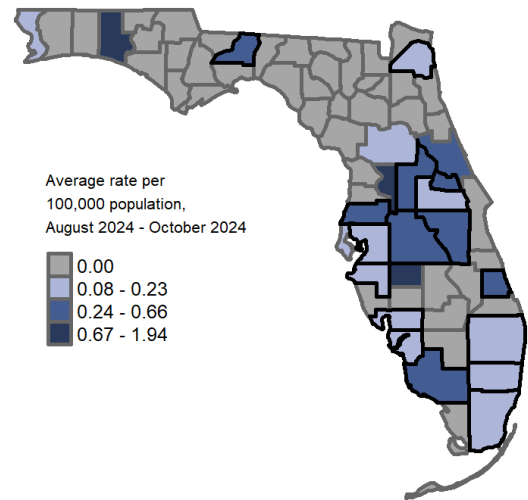 Average rate per
100,000 population,
August 2024 - October 2024
0.00
0.08 - 0.23
0.24 - 0.66
0.67 - 1.94